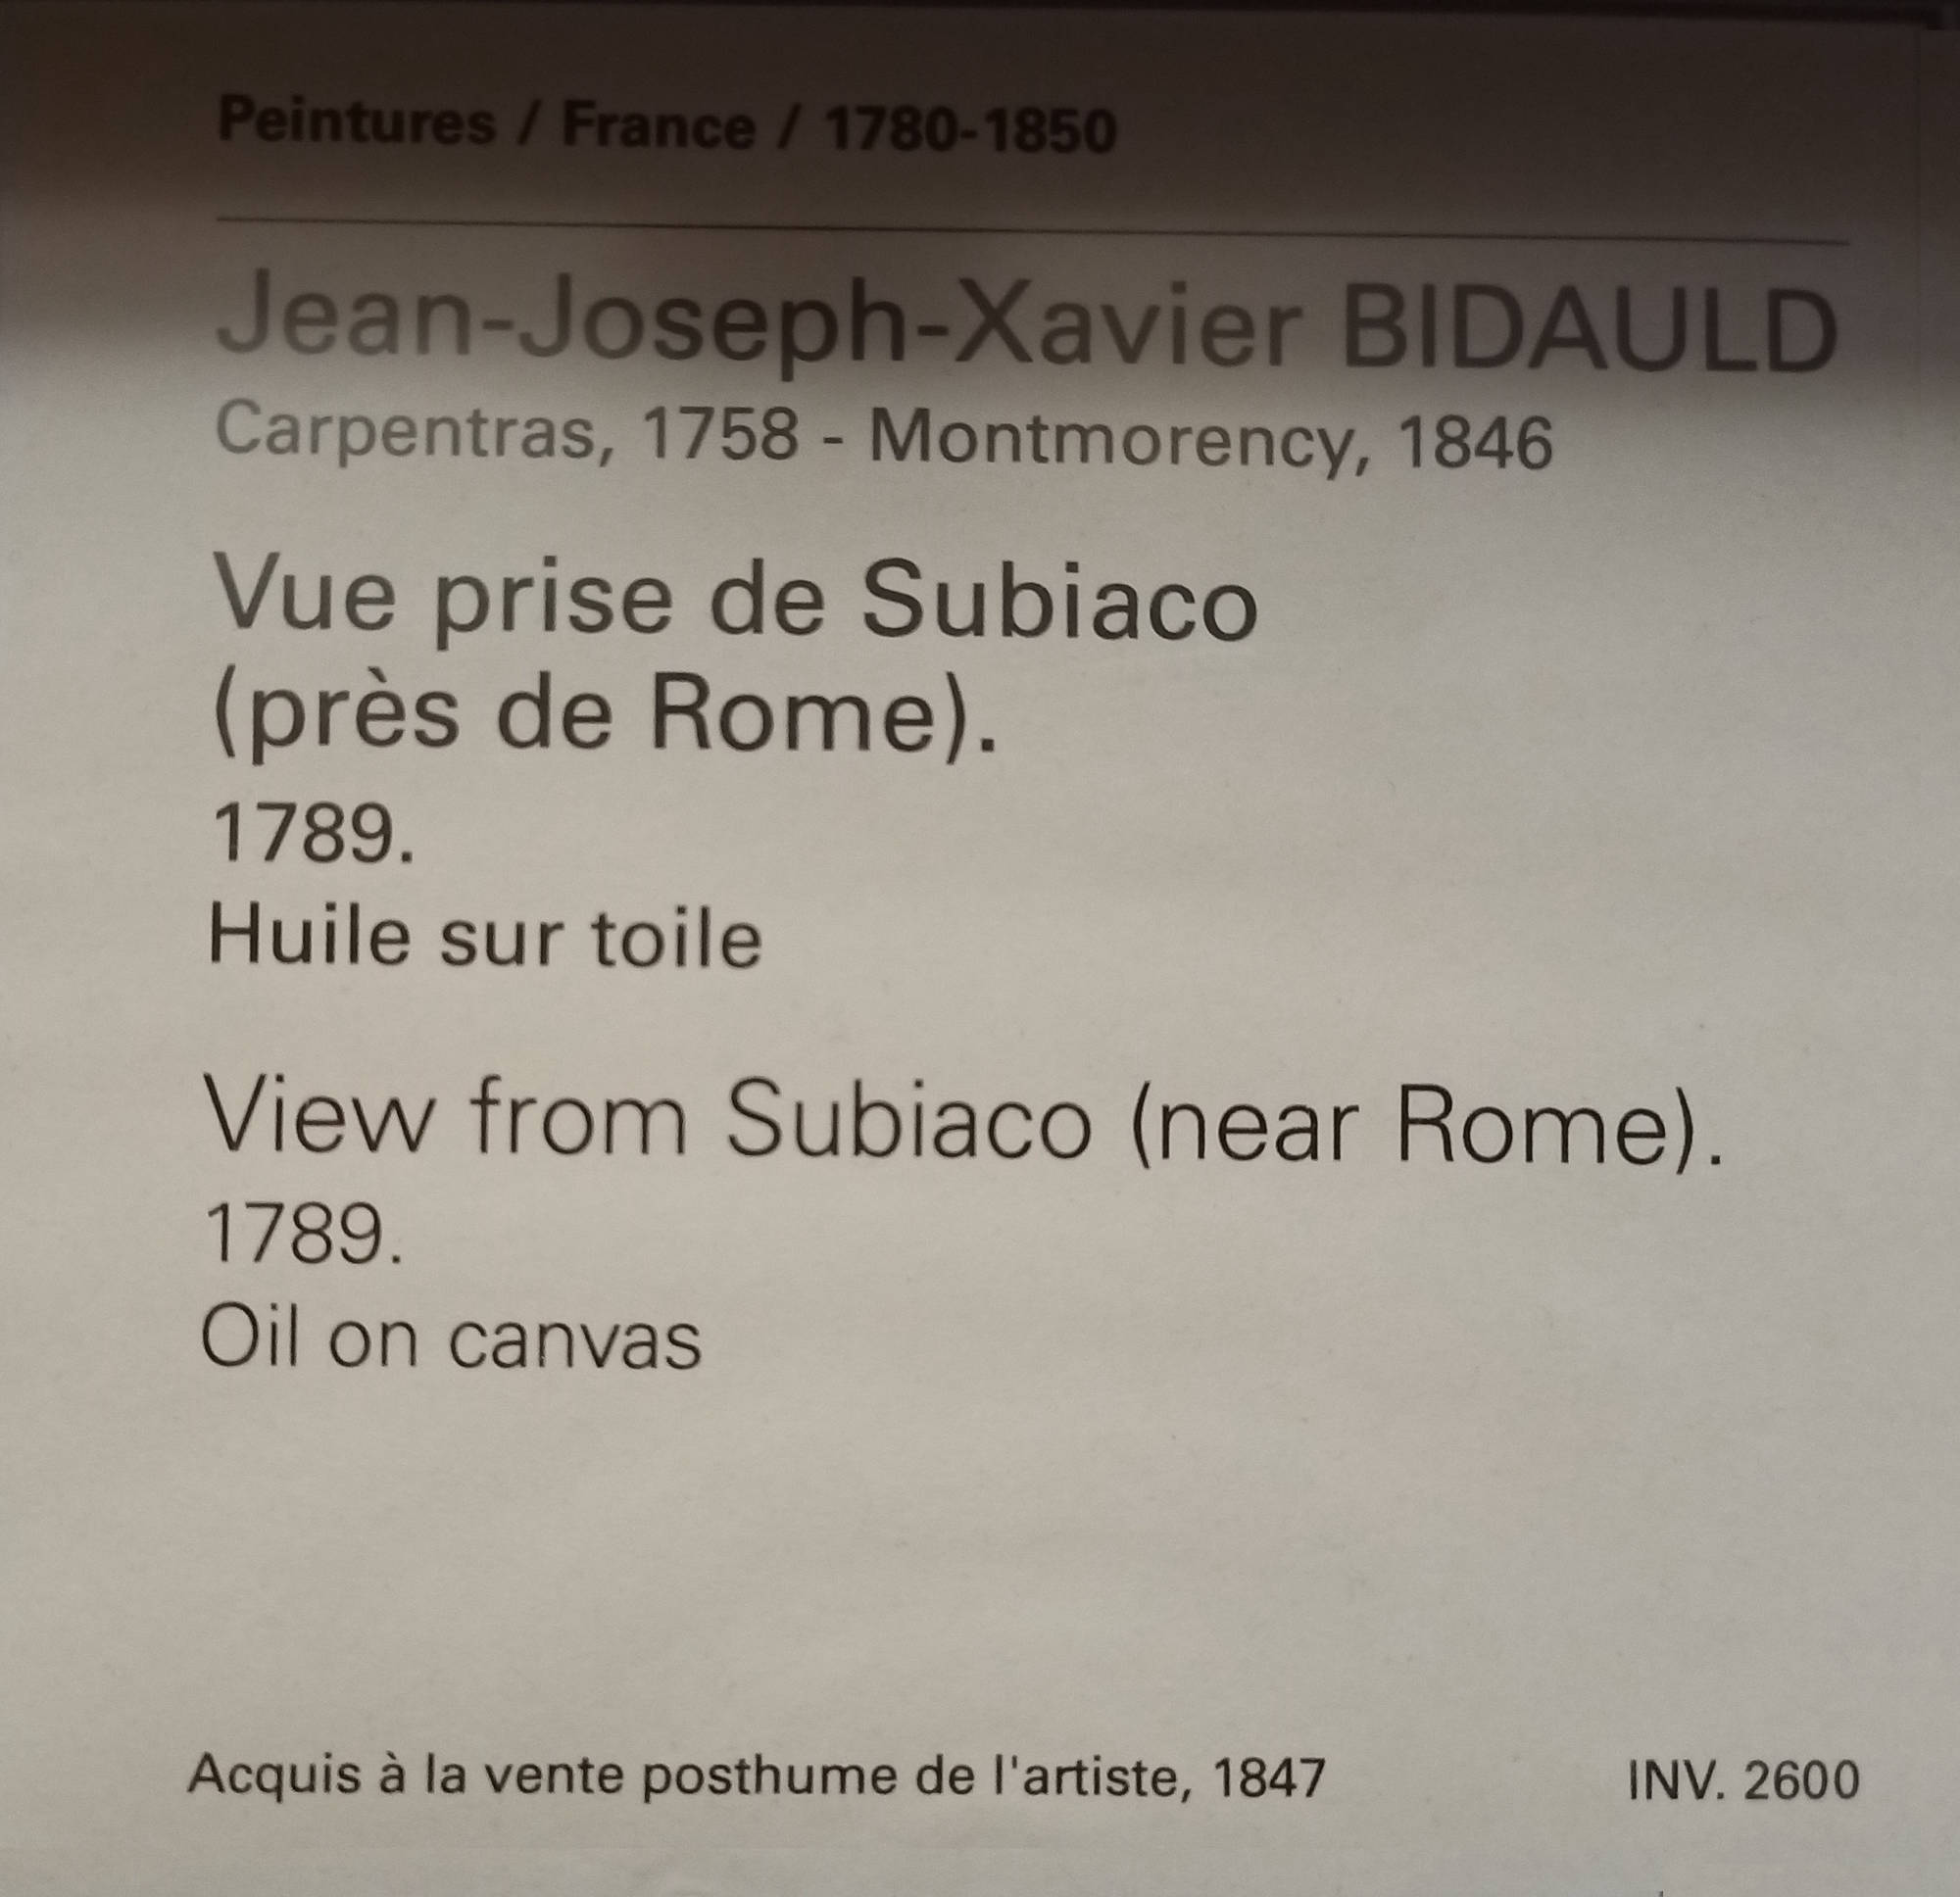 Peintures / France / 1780-1850
Jean-Joseph-Xavier BIDAULD
Carpentras, 1758 - Montmorency, 1846
Vue prise de Subiaco
(près de Rome).
1789.
Huile sur toile
View from Subiaco (near Rome).
1789.
Oil on canvas
Acquis à la vente posthume de l'artiste, 1847 INV. 2600